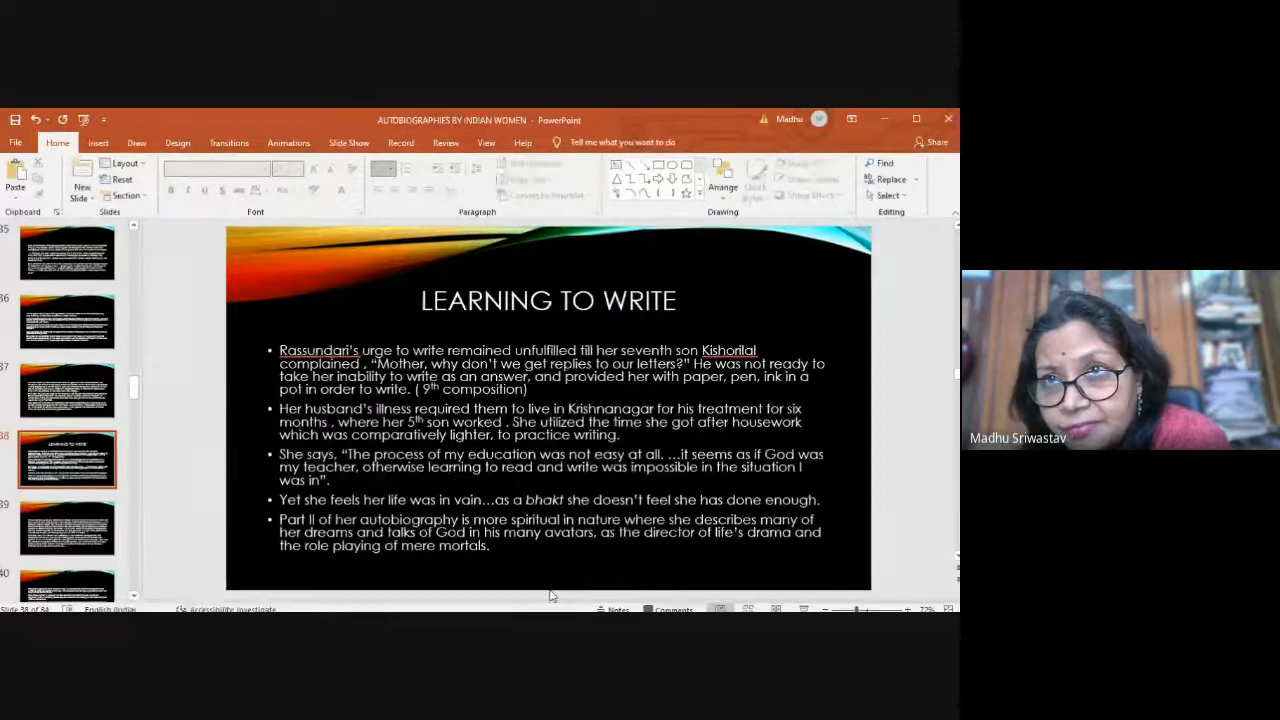 AUTOBIOGRAPHIES BY INDIAN WOMEN - PowerPoint
Madhu
M
File Home Insert Draw Design Transitions Animations Slide Show Record Review View Help Tell me what you want to do
Share
Paste
New
Slide
Layout
Reset
Section
Arrange
Quick
Styles
Find
Replace
Select
Clipboard Slides Font Paragraph Drawing Editing
35
36
37
38
39
40
LEARNING TO WRITE
• Rassundari's urge to write remained unfulfilled till her seventh son Kishorilal
complained , "Mother, why don't we get replies to our letters?" He was not ready to
take her inability to write as an answer, and provided her with paper, pen, ink in a
pot in order to write. ( 9th composition)
• Her husband's illness required them to live in Krishnanagar for his treatment for six
months , where her 5th son worked . She utilized the time she got after housework
which was comparatively lighter, to practice writing.
• She says, "The process of my education was not easy at all. …it seems as if God was
my teacher, otherwise learning to read and write was impossible in the situation I
was in".
• Yet she feels her life was in vain…as a bhakt she doesn't feel she has done enough.
• Part II of her autobiography is more spiritual in nature where she describes many of
her dreams and talks of God in his many avatars, as the director of life's drama and
the role playing of mere mortals.
Slide 38 of 84 English (India) Accessibility: Investigate Notes Comments 72%
Madhu Sriwastav